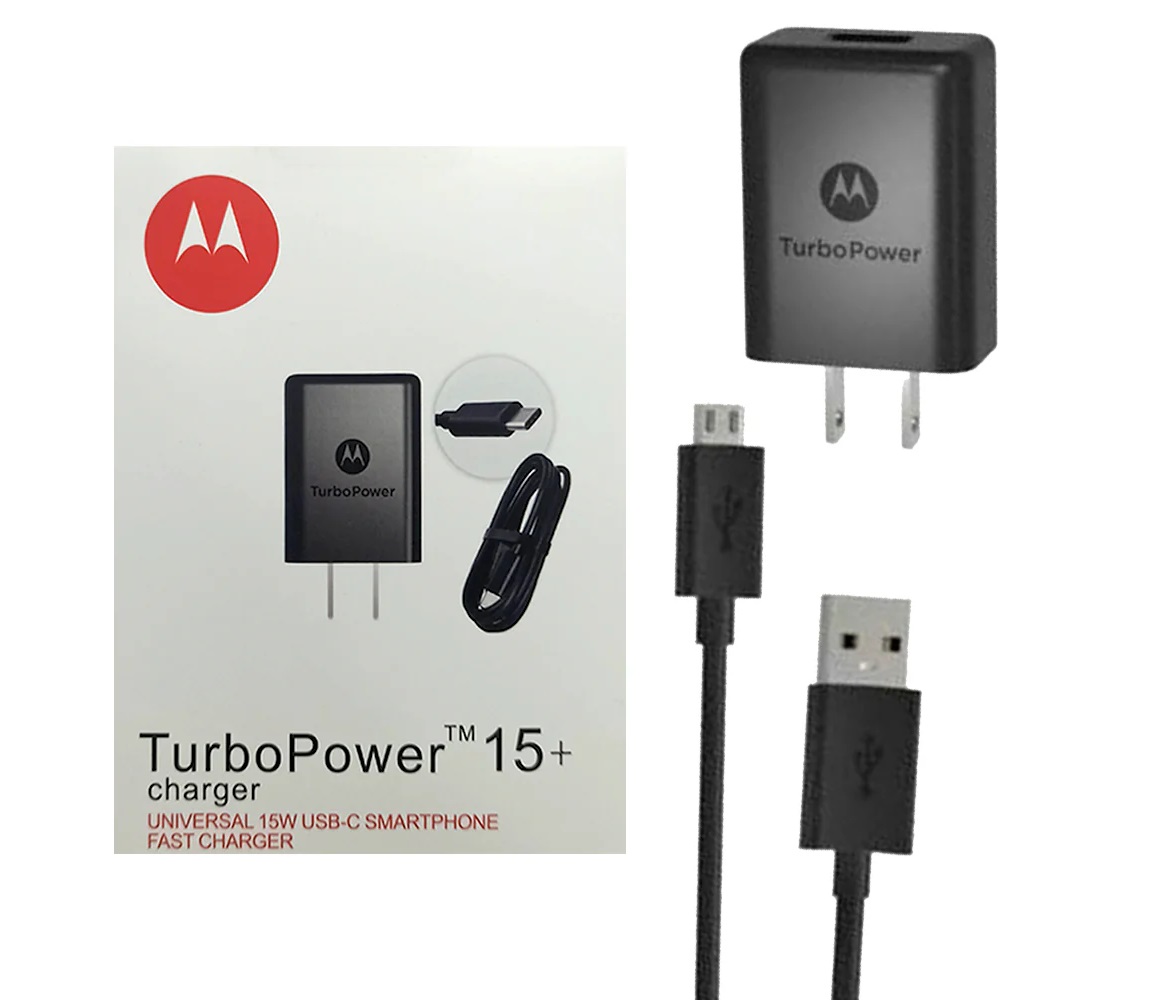 TurboPower
TurboPower
TurboPower™ 15+
charger
UNIVERSAL 15W USB-C SMARTPHONE
FAST CHARGER